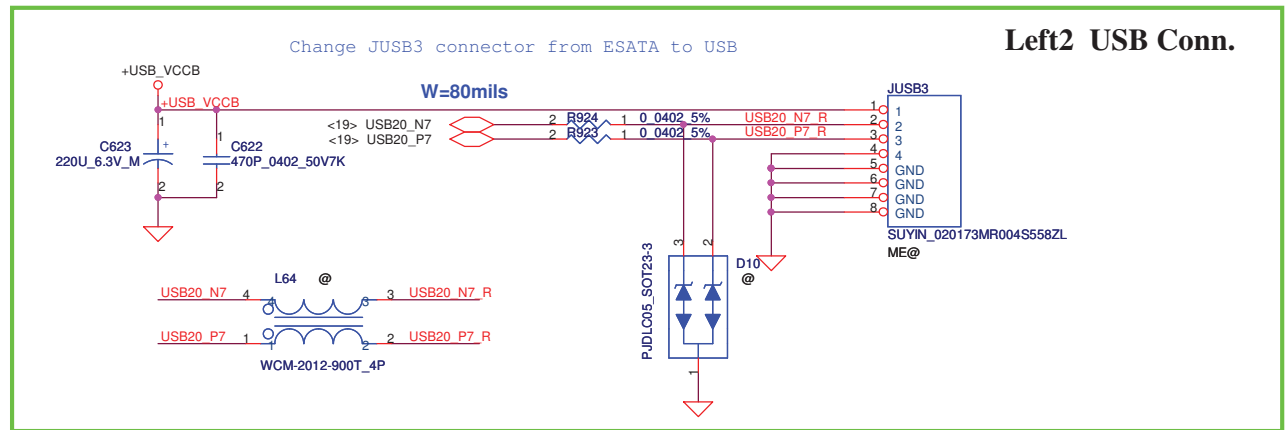 Left2 USB Conn.
Change JUSB3 connector from ESATA to USB
+USB_VCCB
+USB_VCCB
W=80mils
JUSB3
<19> USB20_N7
2 R924 1 0_0402_5% USB20_N7_R
<19> USB20_P7
2 R923 1 0_0402_5% USB20_P7_R
1 1
2 2
3 3
4 4
5 GND
6 GND
7 GND
8 GND
SUYIN_020173MR004S558ZL
ME@
1
C623
+
220U_6.3V_M
2
1
C622
470P_0402_50V7K
2
L64 @
USB20_N7 4 4 3 3 USB20_N7_R
USB20_P7 1 1 2 2 USB20_P7_R
WCM-2012-900T_4P
3 2
D10
@
PJDLC05_SOT23-3
1